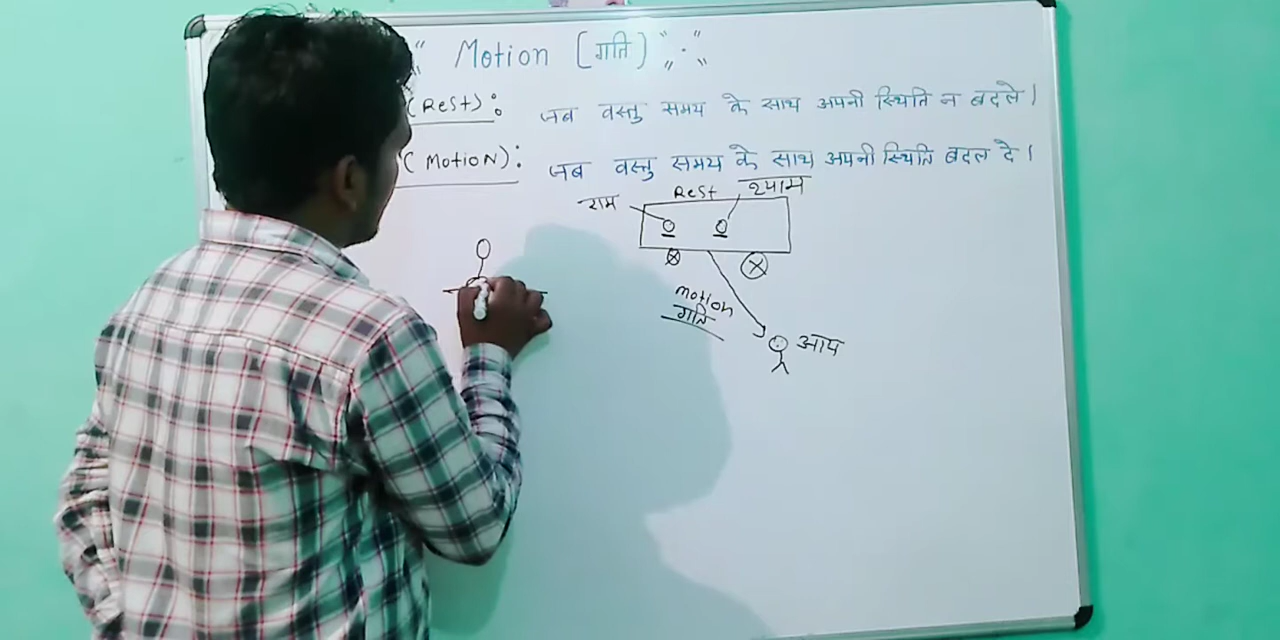 " Motion [गति] " :
(Rest) : जब वस्तु समय के साथ अपनी स्थिति न बदले।
(MOTION) : जब वस्तु समय के साथ अपनी स्थिति बदल दे।
राम Rest श्याम
motion
गति
आप